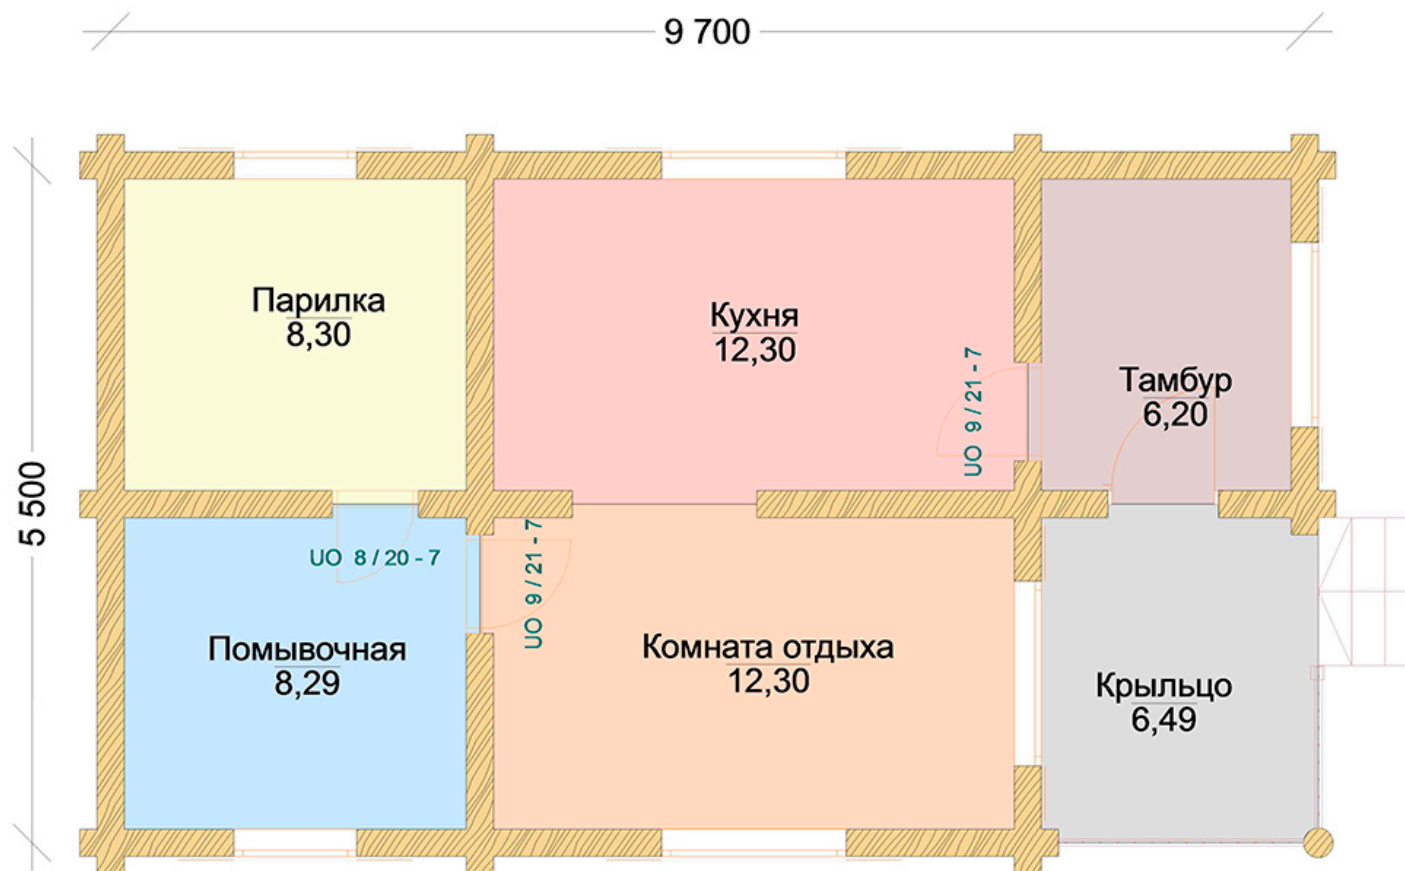 9 700
5 500
Парилка
8,30
Кухня
12,30
UO 9 / 21 - 7
Тамбур
6,20
UO 8 / 20 - 7
UO 9 / 21 - 7
Помывочная
8,29
Комната отдыха
12,30
Крыльцо
6,49